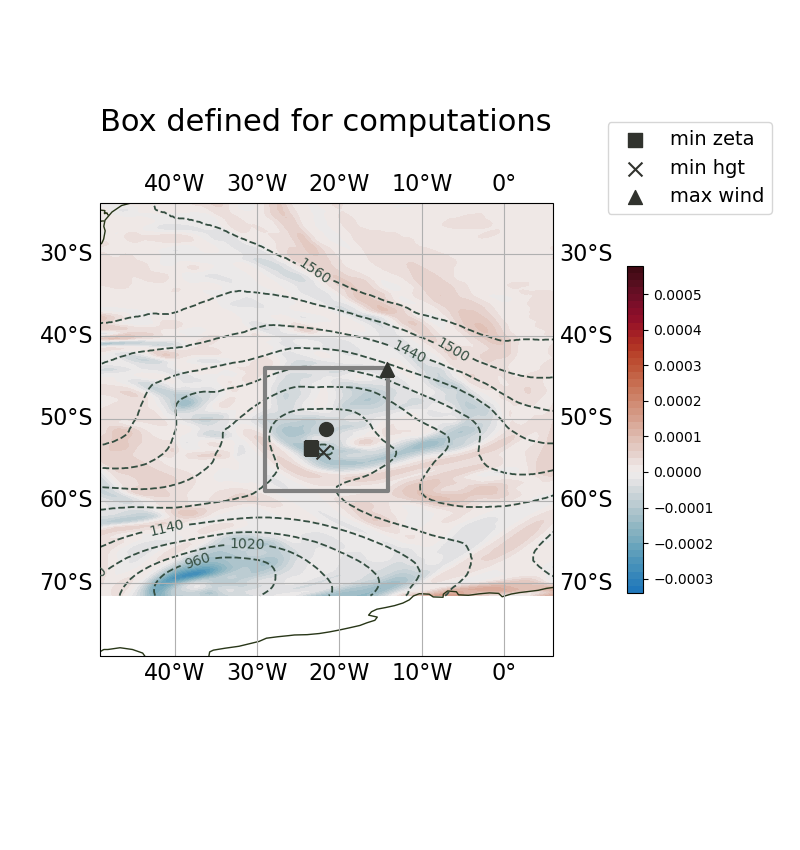 Box defined for computations
min zeta
min hgt
max wind
40°W 30°W 20°W 10°W 0°
30°S 30°S
40°S 40°S
50°S 50°S
60°S 60°S
70°S 70°S
1560
1500
1440
1140
1020
960
0.0005
0.0004
0.0003
0.0002
0.0001
0.0000
−0.0001
−0.0002
−0.0003
40°W 30°W 20°W 10°W 0°